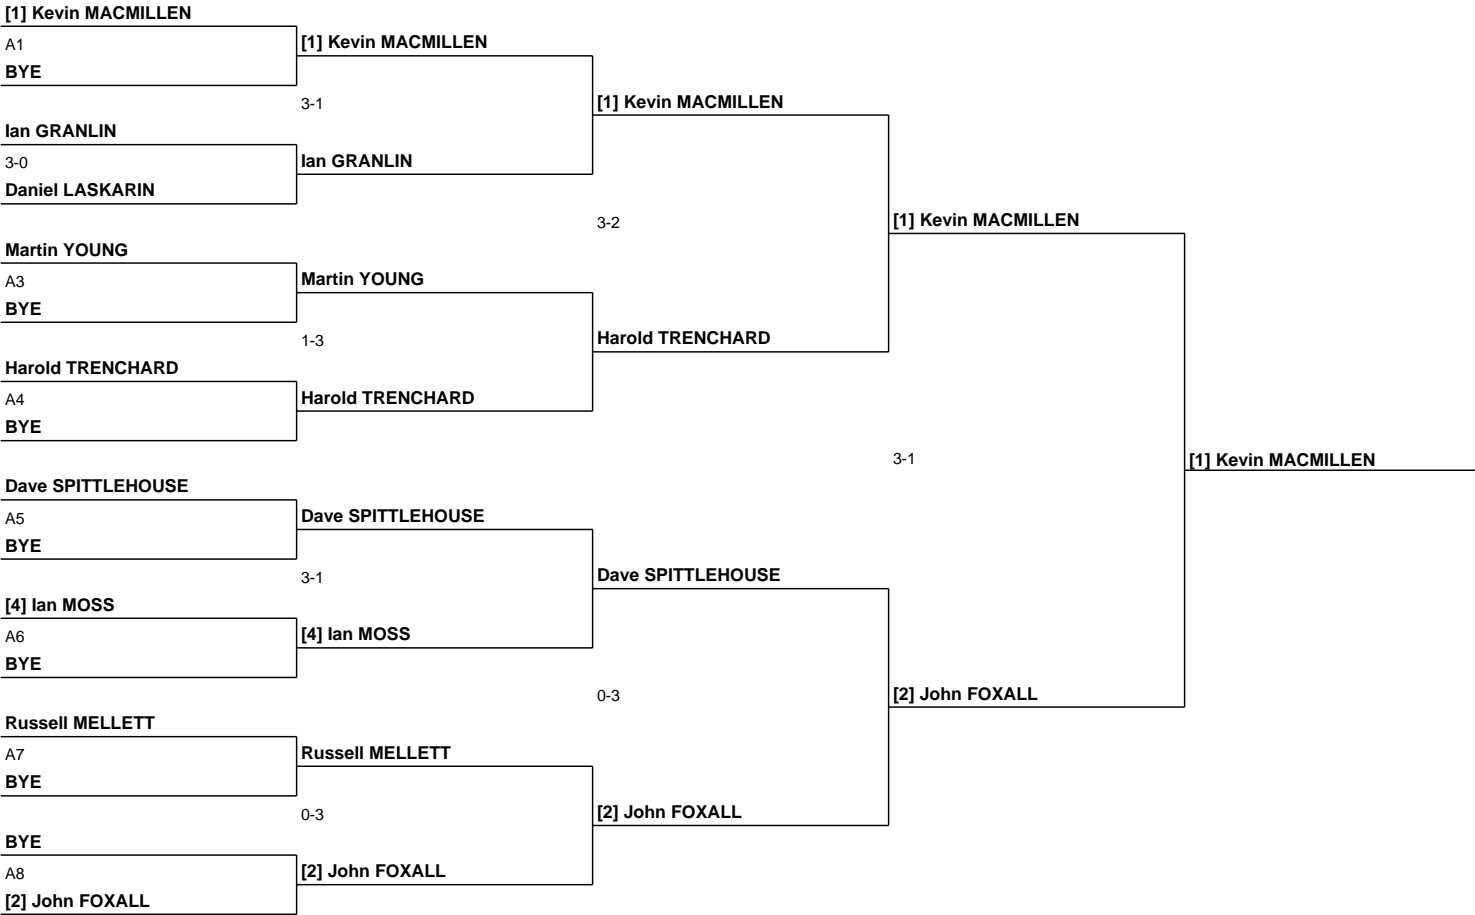 [1] Kevin MACMILLEN
A1
BYE
[1] Kevin MACMILLEN
3-1
Ian GRANLIN
3-0
Daniel LASKARIN
Ian GRANLIN
[1] Kevin MACMILLEN
3-2
Martin YOUNG
A3
BYE
Martin YOUNG
1-3
Harold TRENCHARD
A4
BYE
Harold TRENCHARD
Harold TRENCHARD
[1] Kevin MACMILLEN
3-1
[1] Kevin MACMILLEN
Dave SPITTLEHOUSE
A5
BYE
Dave SPITTLEHOUSE
3-1
[4] Ian MOSS
A6
BYE
[4] Ian MOSS
Dave SPITTLEHOUSE
0-3
[2] John FOXALL
Russell MELLETT
A7
BYE
Russell MELLETT
0-3
BYE
A8
[2] John FOXALL
[2] John FOXALL
[2] John FOXALL